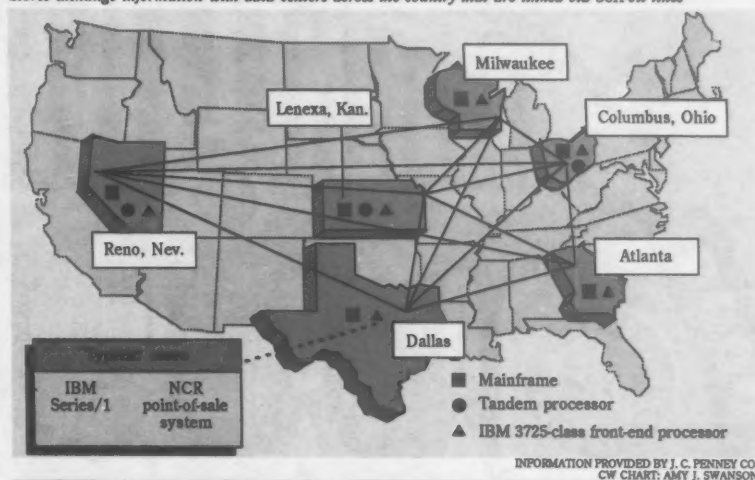 Milwaukee
Lenexa, Kan.
Columbus, Ohio
Reno, Nev.
Atlanta
Dallas
IBM
Series/1
NCR
point-of-sale
system
Mainframe
Tandem processor
IBM 3725-class front-end processor
INFORMATION PROVIDED BY J. C. PENNEY CO.
CW CHART: AMY J. SWANSON